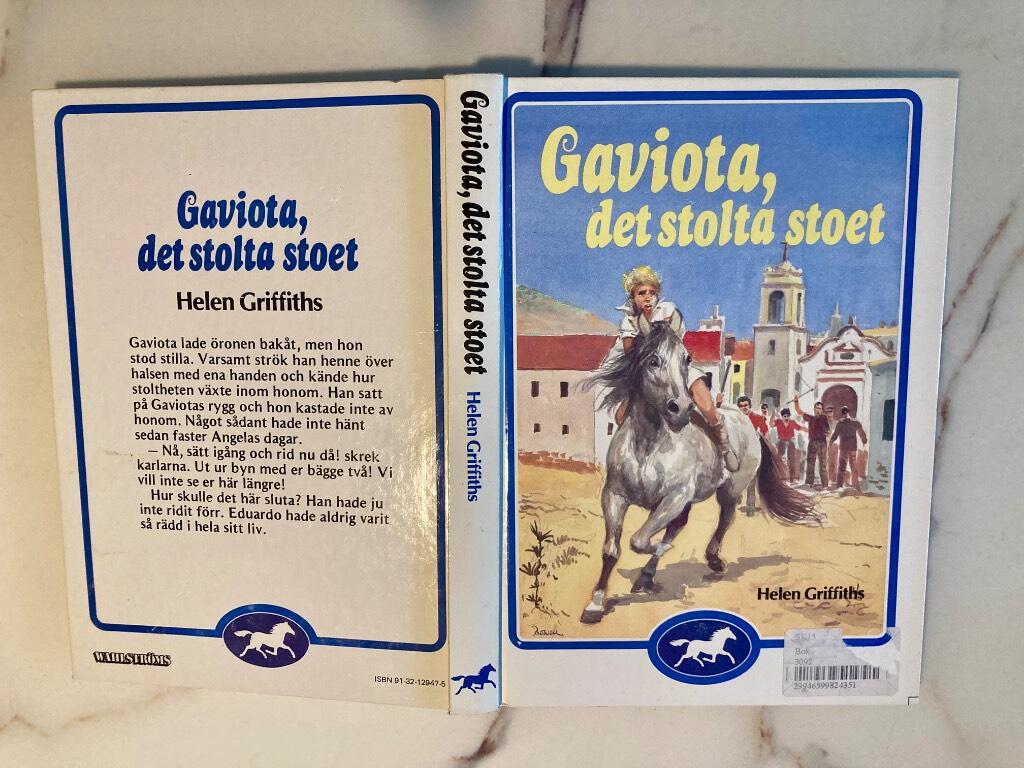 Gaviota,
det stolta stoet
Helen Griffiths
Gaviota lade öronen bakåt, men hon
stod stilla. Varsamt strök han henne över
halsen med ena handen och kände hur
stoltheten växte inom honom. Han satt
på Gaviotas rygg och hon kastade inte av
honom. Något sådant hade inte hänt
sedan faster Angelas dagar.
— Nå, sätt igång och rid nu då! skrek
karlarna. Ut ur byn med er bägge två! Vi
vill inte se er här längre!
Hur skulle det här sluta? Han hade ju
inte ridit förr. Eduardo hade aldrig varit
så rädd i hela sitt liv.
WAHLSTRÖMS
ISBN 91-32-12947-5
Gaviota, det stolta stoet Helen Griffiths
Gaviota,
det stolta stoet
Helen Griffiths
Bok
3092
29946599824351